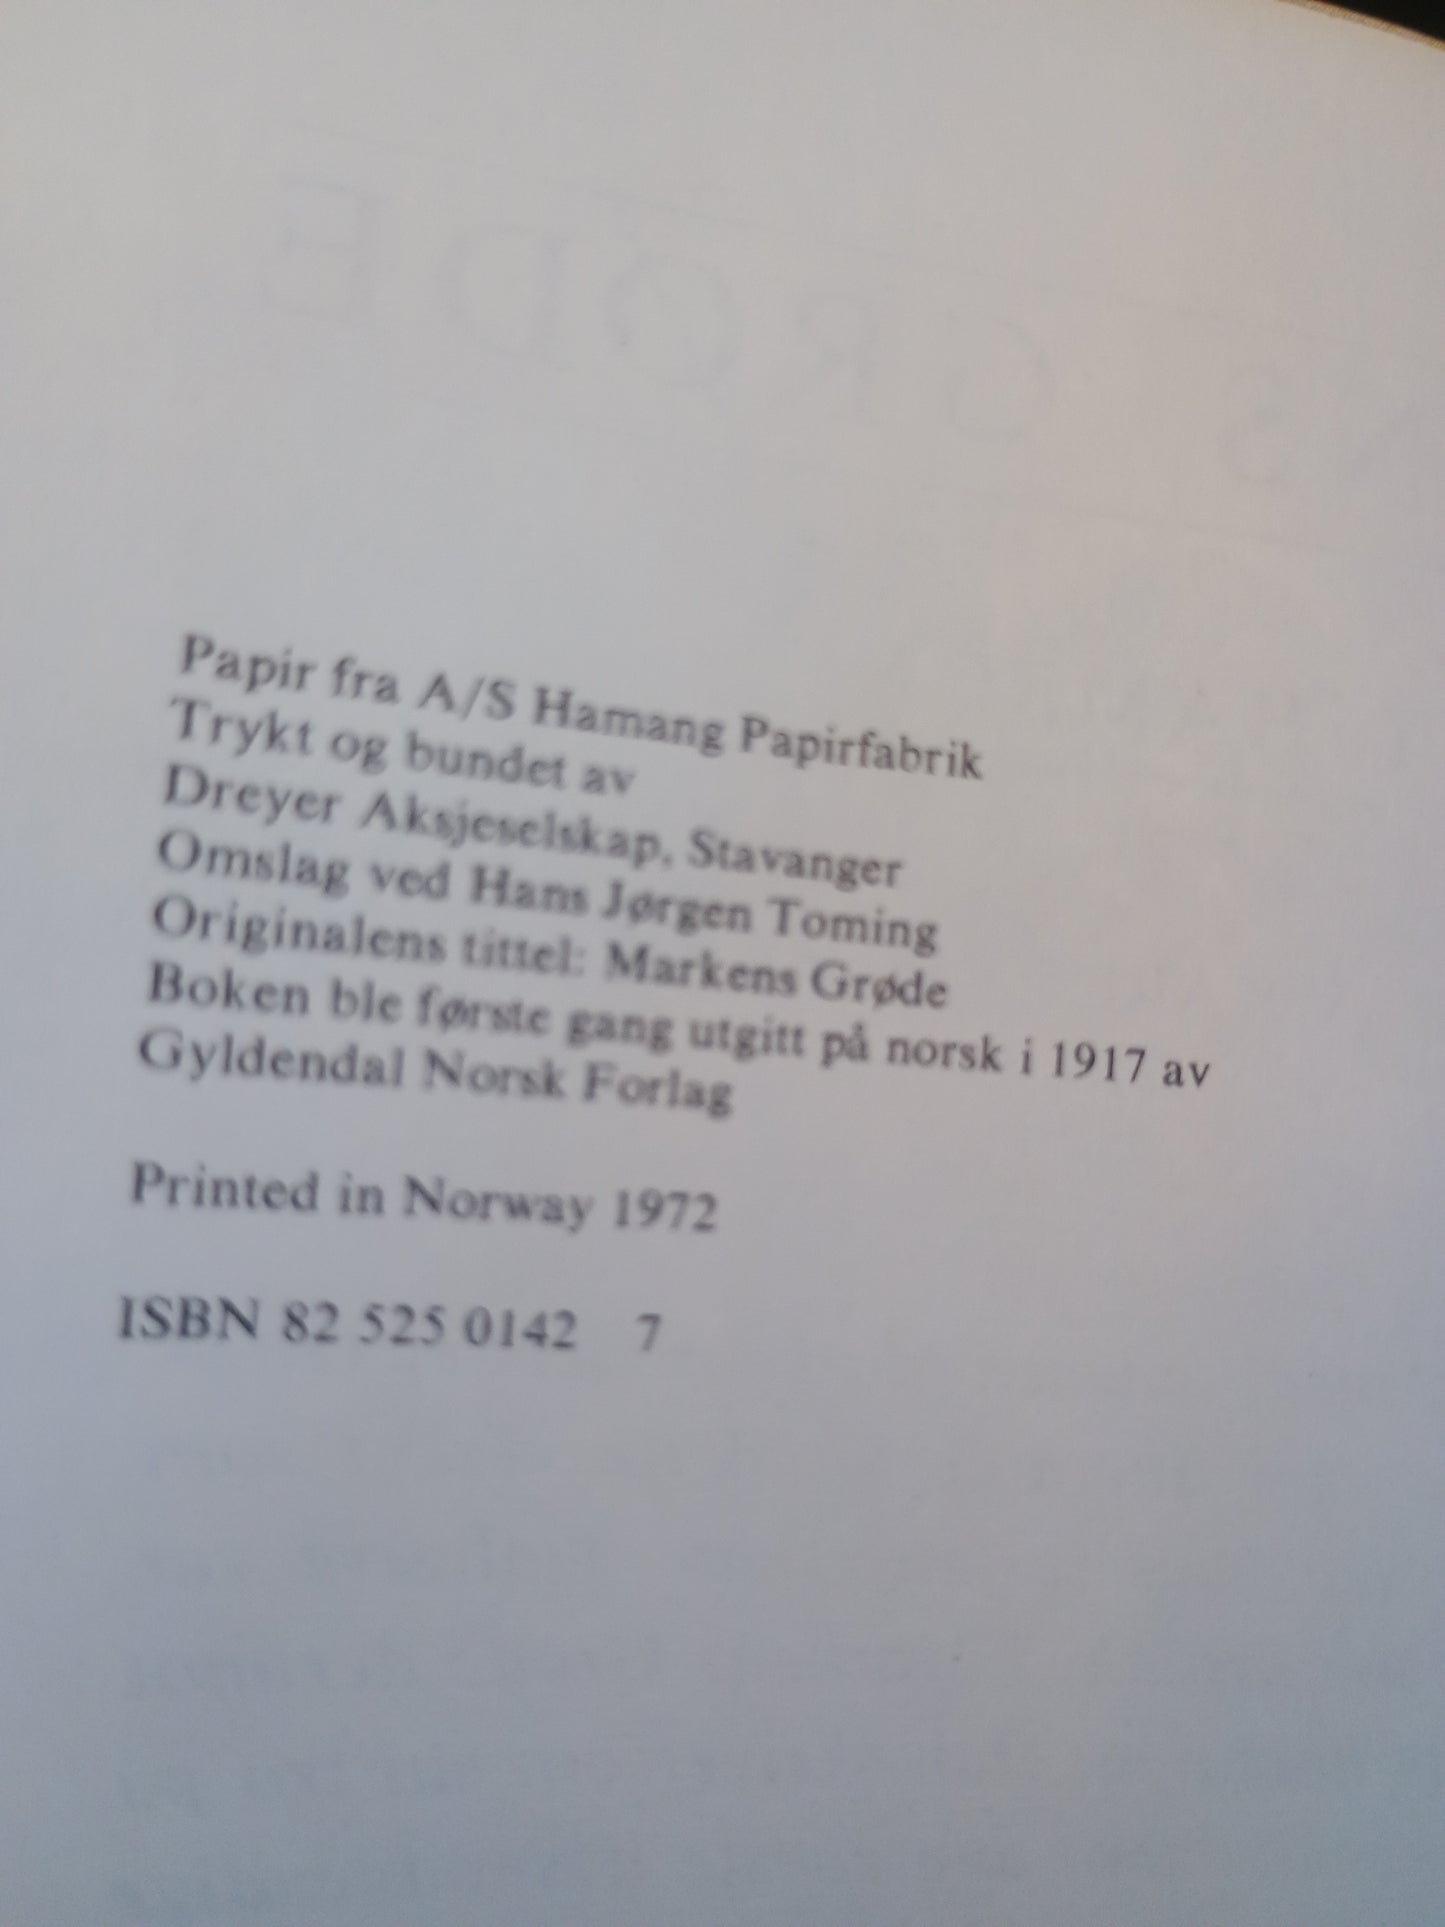 Papir fra A/S Hamang Papirfabrik
Trykt og bundet av
Dreyer Aksjeselskap, Stavanger
Omslag ved Hans Jørgen Toming
Originalens tittel: Markens Grøde
Boken ble første gang utgitt på norsk i 1917 av
Gyldendal Norsk Forlag
Printed in Norway 1972
ISBN 82 525 0142 7